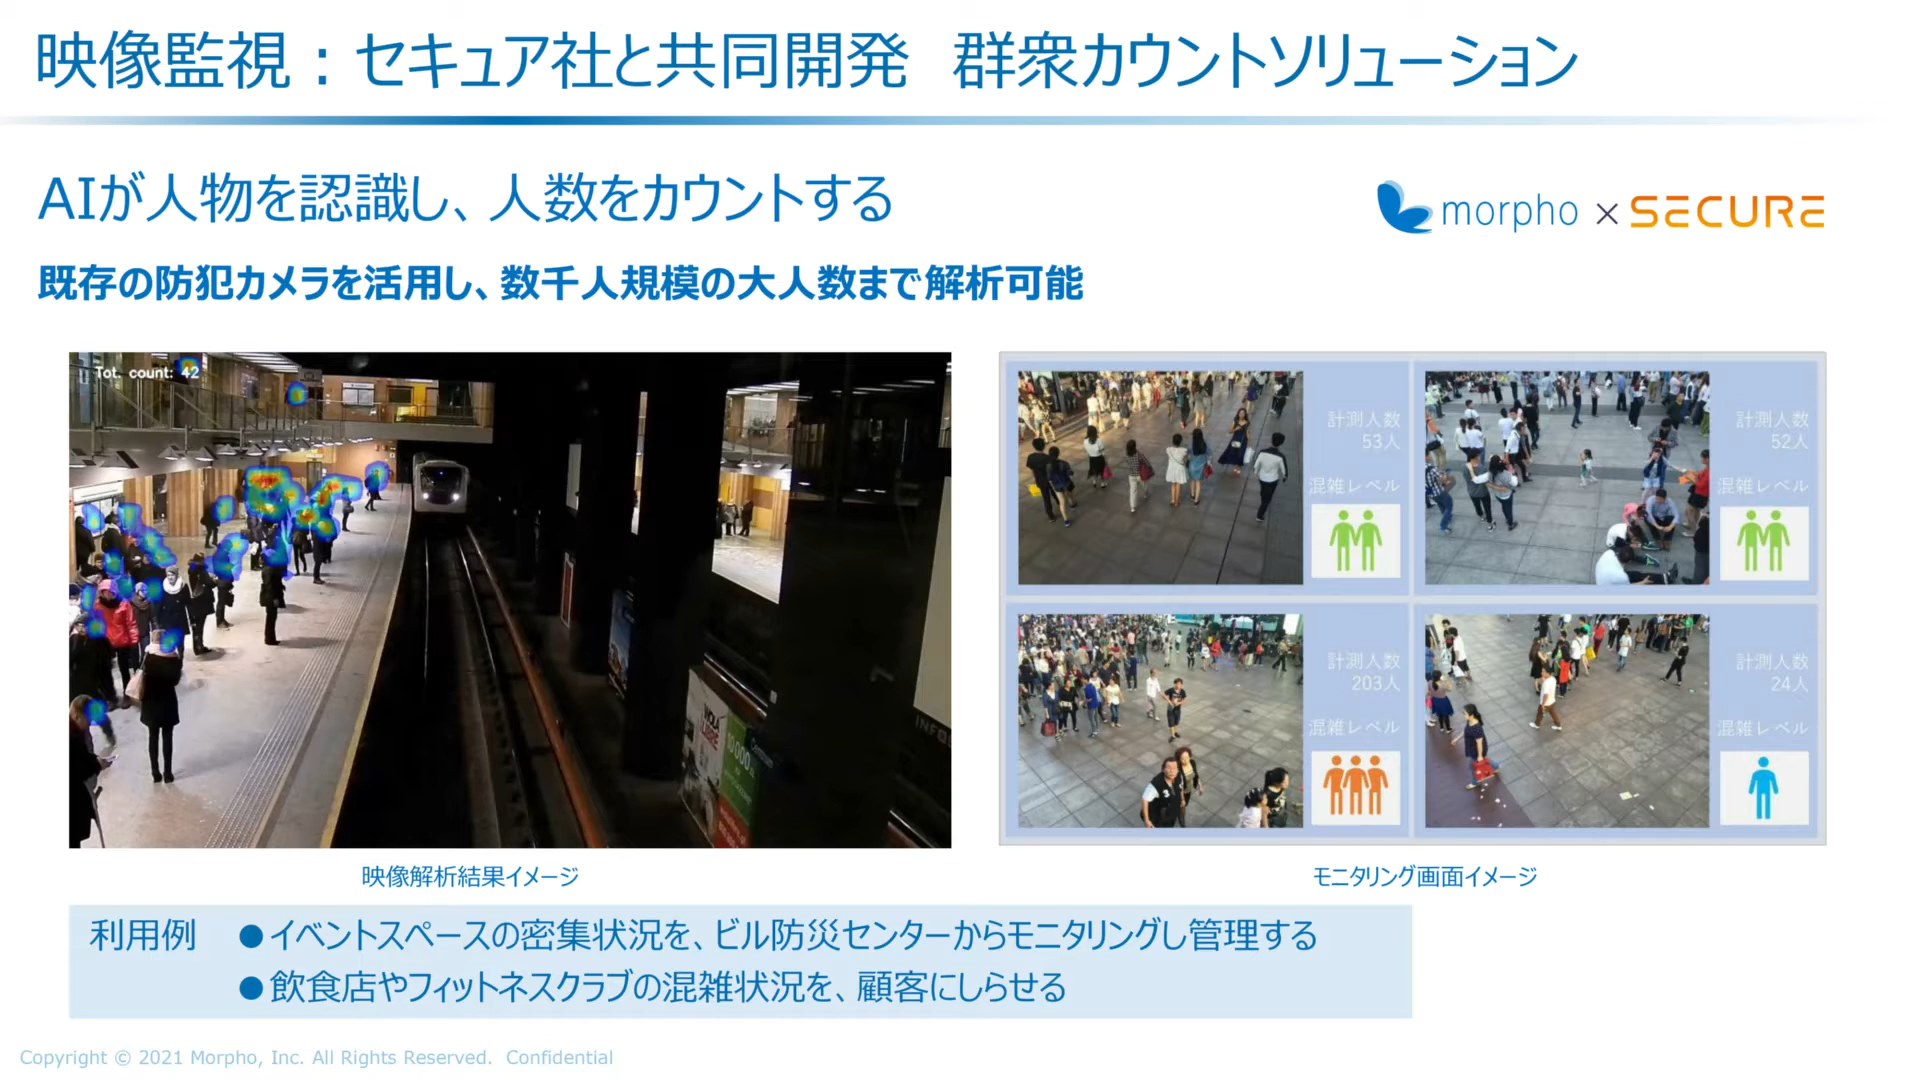 映像監視：セキュア社と共同開発　群衆カウントソリューション
AIが人物を認識し、人数をカウントする
morpho × SECURE
既存の防犯カメラを活用し、数千人規模の大人数まで解析可能
Tot. count: 42
10 000
INFO
計測人数
53人
混雑レベル
計測人数
52人
混雑レベル
計測人数
203人
混雑レベル
計測人数
24人
混雑レベル
映像解析結果イメージ
モニタリング画面イメージ
利用例　●イベントスペースの密集状況を、ビル防災センターからモニタリングし管理する
●飲食店やフィットネスクラブの混雑状況を、顧客にしらせる
Copyright © 2021 Morpho, Inc. All Rights Reserved. Confidential